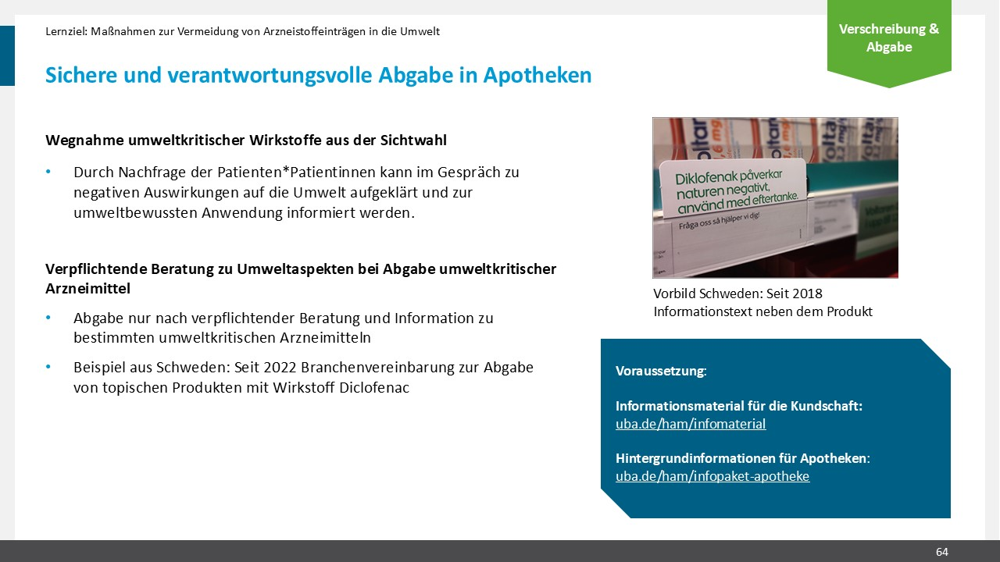 Lernziel: Maßnahmen zur Vermeidung von Arzneistoffeinträgen in die Umwelt
Verschreibung &
Abgabe
Sichere und verantwortungsvolle Abgabe in Apotheken
Wegnahme umweltkritischer Wirkstoffe aus der Sichtwahl
• Durch Nachfrage der Patienten*Patientinnen kann im Gespräch zu
negativen Auswirkungen auf die Umwelt aufgeklärt und zur
umweltbewussten Anwendung informiert werden.
Verpflichtende Beratung zu Umweltaspekten bei Abgabe umweltkritischer
Arzneimittel
• Abgabe nur nach verpflichtender Beratung und Information zu
bestimmten umweltkritischen Arzneimitteln
• Beispiel aus Schweden: Seit 2022 Branchenvereinbarung zur Abgabe
von topischen Produkten mit Wirkstoff Diclofenac
Diklofenak påverkar
naturen negativt,
använd med eftertanke.
Fråga oss så hjälper vi dig!
Vorbild Schweden: Seit 2018
Informationstext neben dem Produkt
Voraussetzung:
Informationsmaterial für die Kundschaft:
uba.de/ham/infomaterial
Hintergrundinformationen für Apotheken:
uba.de/ham/infopaket-apotheke
64